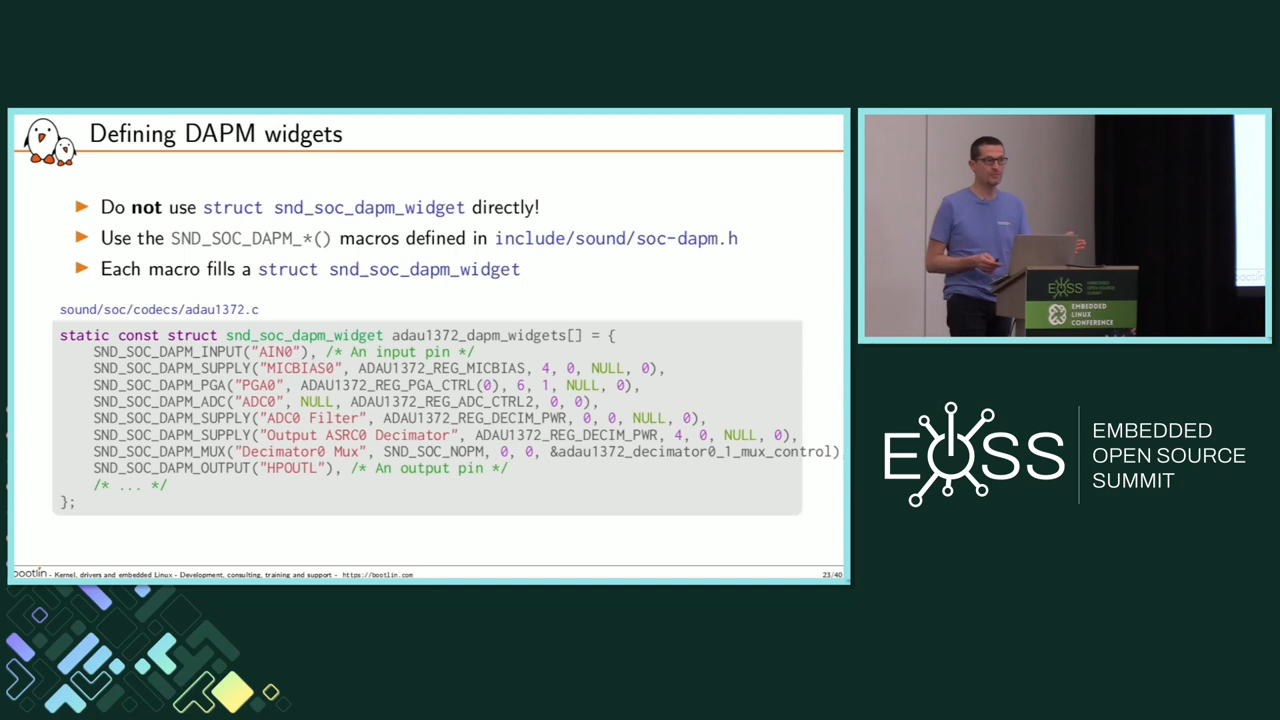 Defining DAPM widgets
Do not use struct snd_soc_dapm_widget directly!
Use the SND_SOC_DAPM_*() macros defined in include/sound/soc-dapm.h
Each macro fills a struct snd_soc_dapm_widget
sound/soc/codecs/adau1372.c
static const struct snd_soc_dapm_widget adau1372_dapm_widgets[] = {
SND_SOC_DAPM_INPUT("AIN0"), /* An input pin */
SND_SOC_DAPM_SUPPLY("MICBIAS0", ADAU1372_REG_MICBIAS, 4, 0, NULL, 0),
SND_SOC_DAPM_PGA("PGA0", ADAU1372_REG_PGA_CTRL(0), 6, 1, NULL, 0),
SND_SOC_DAPM_ADC("ADC0", NULL, ADAU1372_REG_ADC_CTRL2, 0, 0),
SND_SOC_DAPM_SUPPLY("ADC0 Filter", ADAU1372_REG_DECIM_PWR, 0, 0, NULL, 0),
SND_SOC_DAPM_SUPPLY("Output ASRC0 Decimator", ADAU1372_REG_DECIM_PWR, 4, 0, NULL, 0),
SND_SOC_DAPM_MUX("Decimator0 Mux", SND_SOC_NOPM, 0, 0, &adau1372_decimator0_1_mux_control)
SND_SOC_DAPM_OUTPUT("HPOUTL"), /* An output pin */
/* ... */
};
bootlin - Kernel, drivers and embedded Linux - Development, consulting, training and support - https://bootlin.com
23/40
EOSS
EMBEDDED
LINUX
CONFERENCE
bootlin
EOSS
EMBEDDED
OPEN SOURCE
SUMMIT